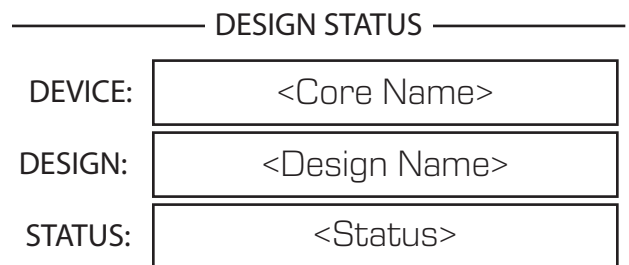 DESIGN STATUS
DEVICE: <Core Name>
DESIGN: <Design Name>
STATUS: <Status>